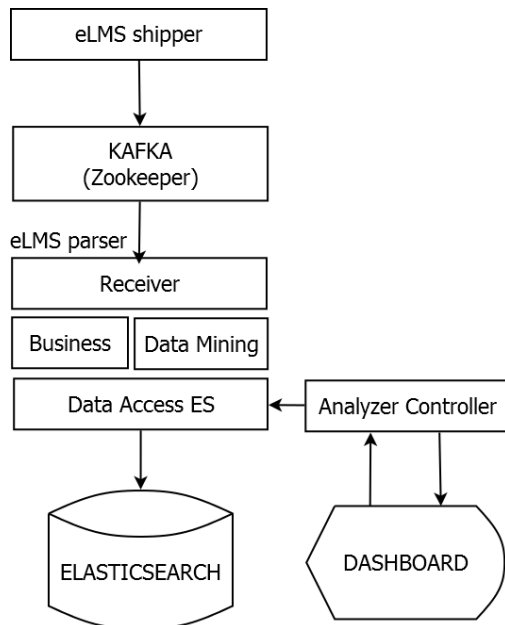 eLMS shipper
KAFKA
(Zookeeper)
eLMS parser
Receiver
Business
Data Mining
Data Access ES
Analyzer Controller
ELASTICSEARCH
DASHBOARD